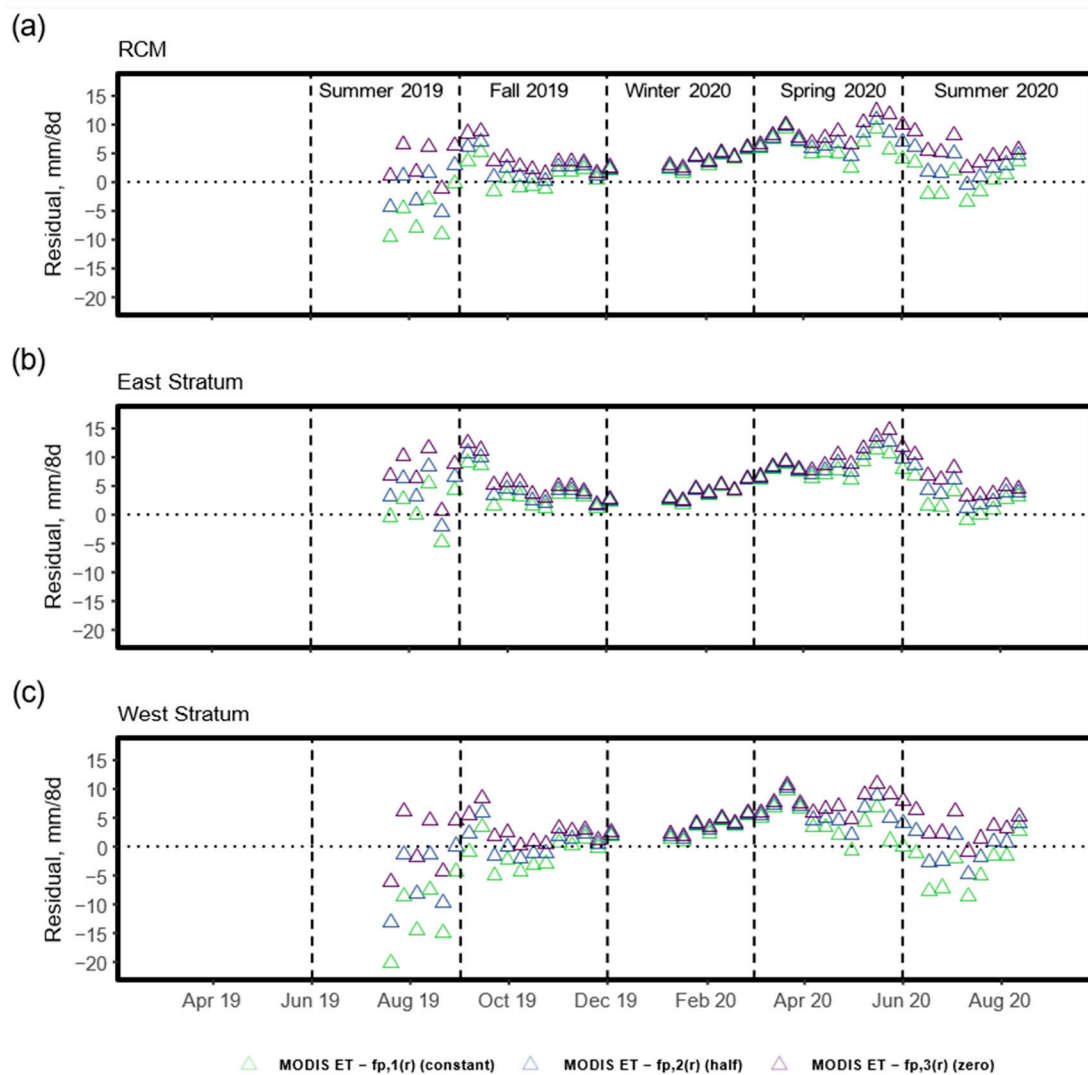 (a)
RCM
Summer 2019 Fall 2019 Winter 2020 Spring 2020 Summer 2020
Residual, mm/8d
15
10
5
0
−5
−10
−15
−20
(b)
East Stratum
Residual, mm/8d
15
10
5
0
−5
−10
−15
−20
(c)
West Stratum
Residual, mm/8d
15
10
5
0
−5
−10
−15
−20
Apr 19 Jun 19 Aug 19 Oct 19 Dec 19 Feb 20 Apr 20 Jun 20 Aug 20
MODIS ET − fp,1(r) (constant) MODIS ET − fp,2(r) (half) MODIS ET − fp,3(r) (zero)